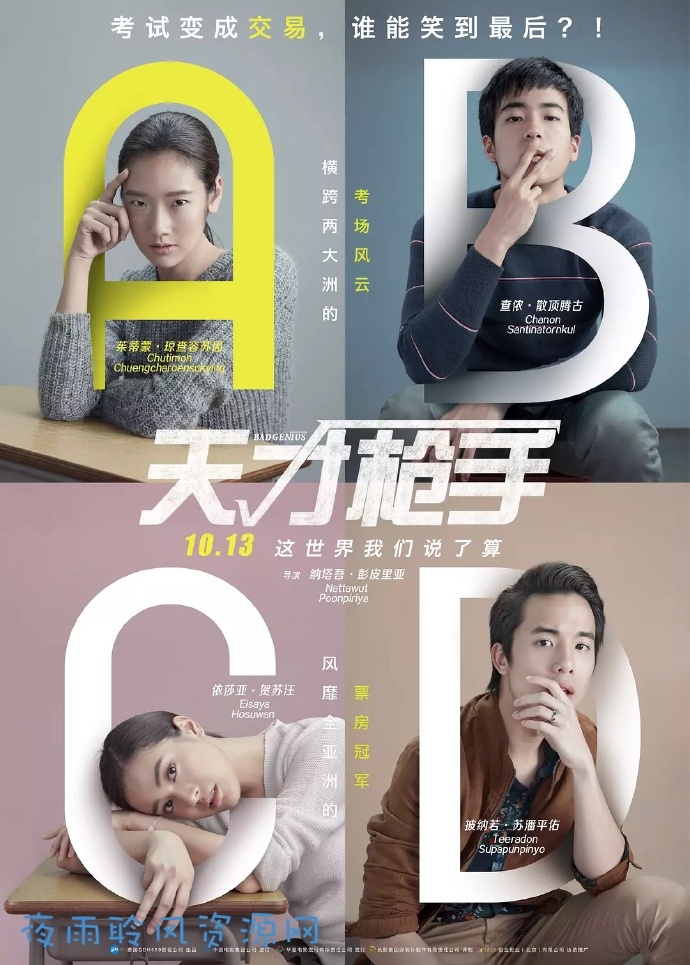 考试变成交易，谁能笑到最后？！
A
B
横跨两大洲的
考场风云
查侬·散顶腾古
Chanon
Santinatornkul
茱蒂蒙·琼查容苏因
Chutimon
Chuengcharoensukying
BAD GENIUS
天才枪手
10.13 这世界我们说了算
导演 纳塔吾·彭皮里亚
Nattawut
Poonpiriya
C
D
风靡全亚洲的
票房冠军
依莎亚·贺苏汪
Eisaya
Hosuwan
披纳若·苏潘平佑
Teeradon
Supapunpinyo
夜雨聆风资源网